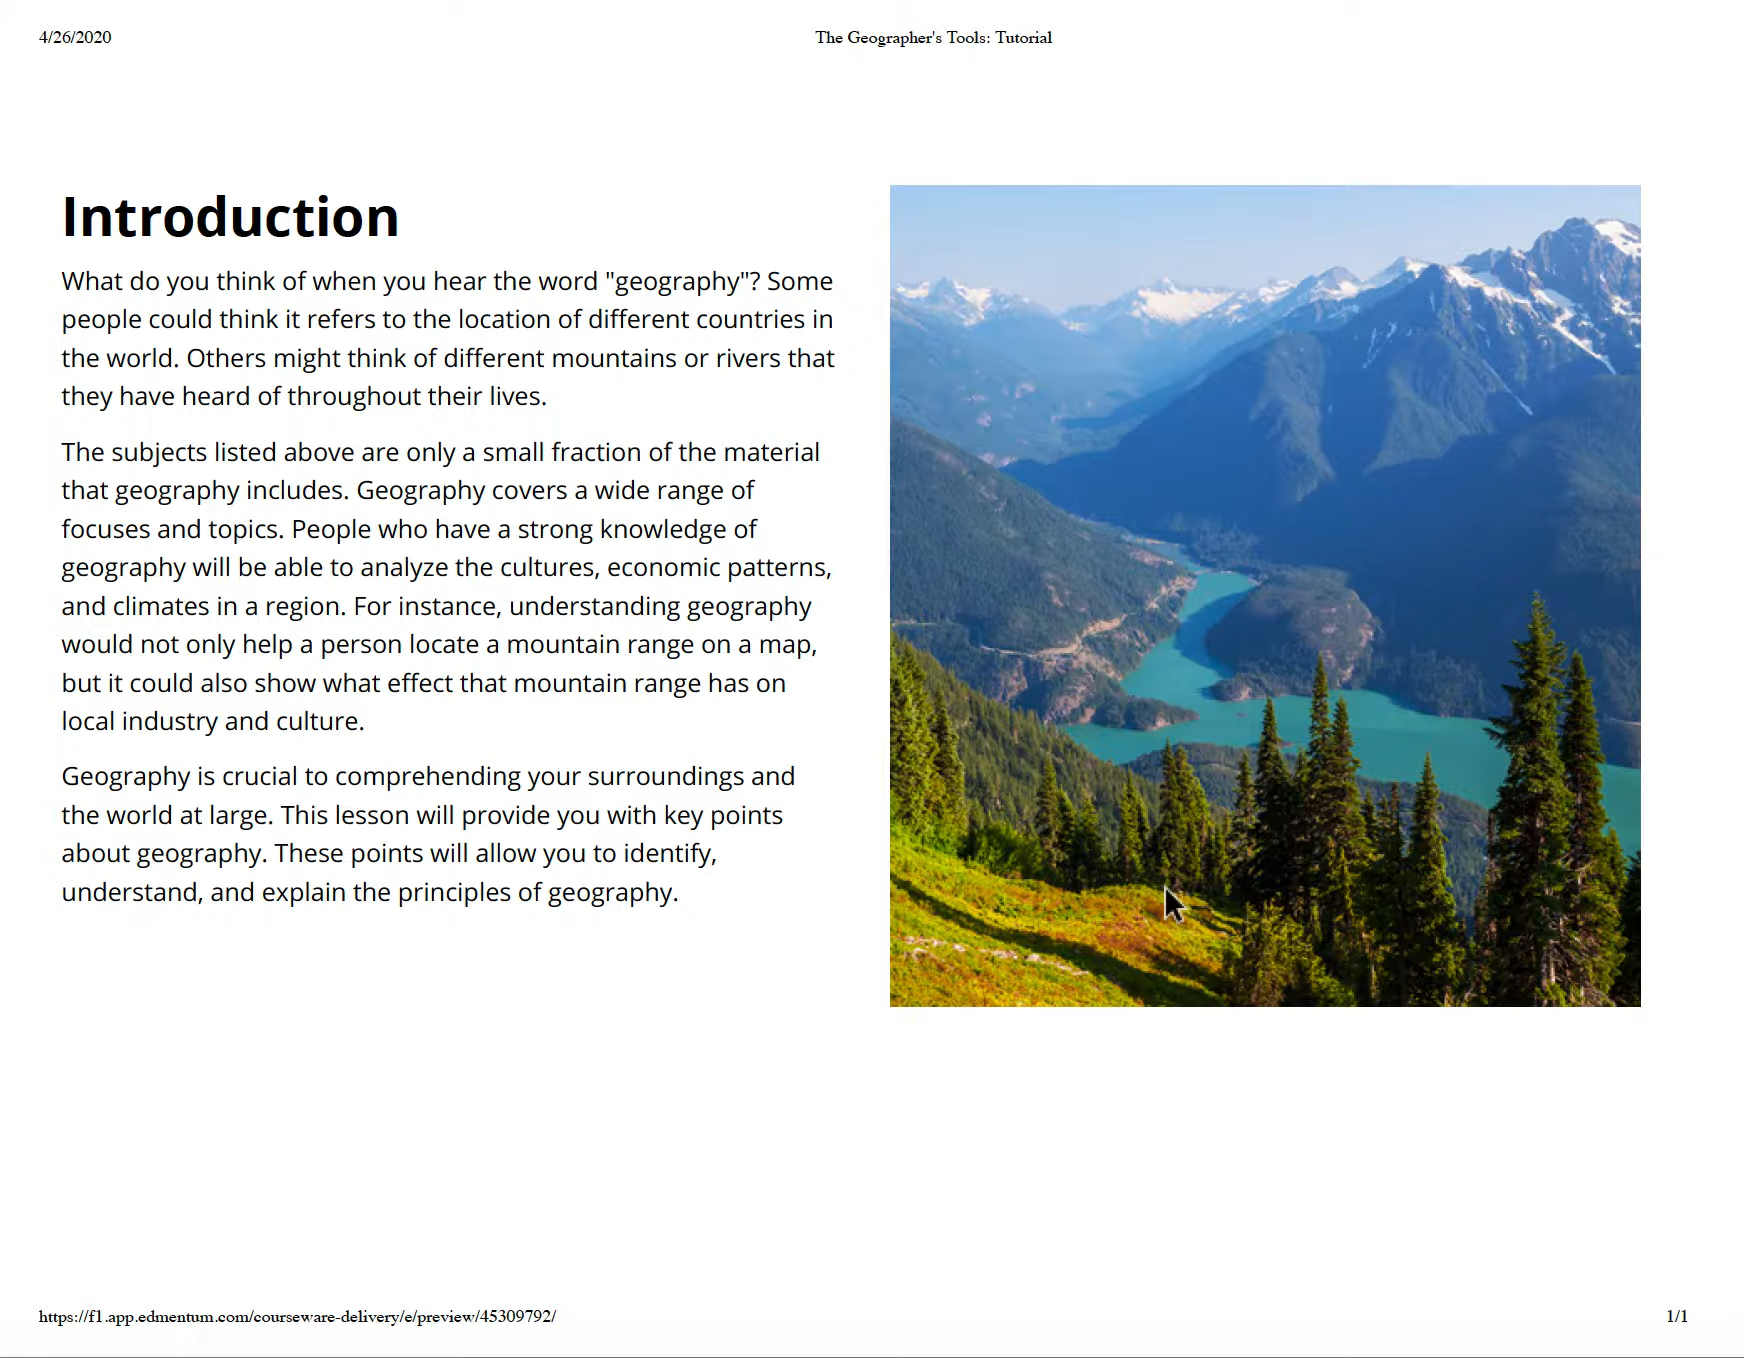 4/26/2020
The Geographer's Tools: Tutorial
Introduction
What do you think of when you hear the word "geography"? Some
people could think it refers to the location of different countries in
the world. Others might think of different mountains or rivers that
they have heard of throughout their lives.
The subjects listed above are only a small fraction of the material
that geography includes. Geography covers a wide range of
focuses and topics. People who have a strong knowledge of
geography will be able to analyze the cultures, economic patterns,
and climates in a region. For instance, understanding geography
would not only help a person locate a mountain range on a map,
but it could also show what effect that mountain range has on
local industry and culture.
Geography is crucial to comprehending your surroundings and
the world at large. This lesson will provide you with key points
about geography. These points will allow you to identify,
understand, and explain the principles of geography.
https://f1.app.edmentum.com/courseware-delivery/e/preview/45309792/
1/1